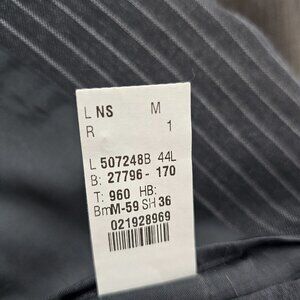 L NS M
R 1
L 507248B 44L
B: 27796- 170
T: 960 HB:
BmM-59 SH 36
021928969